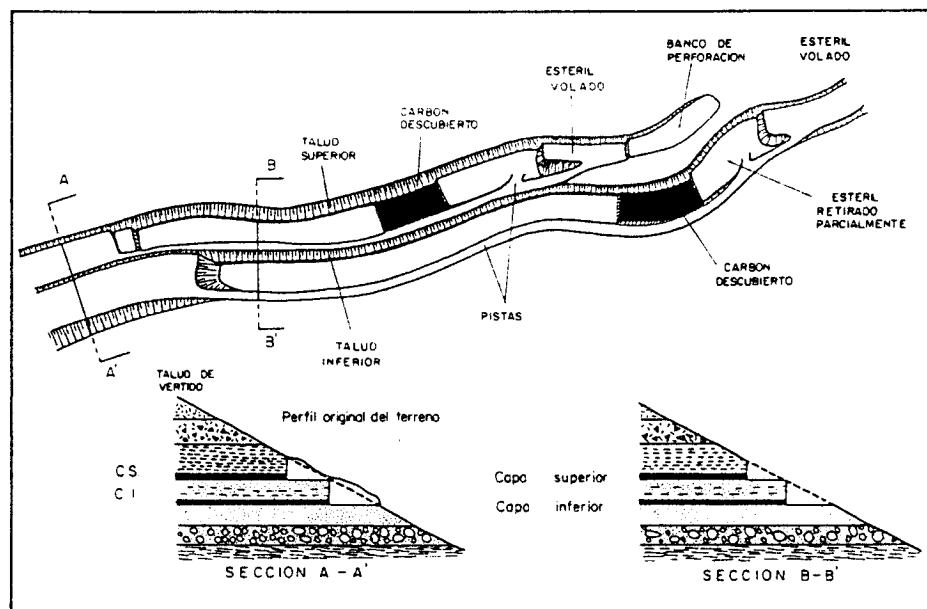 BANCO DE
PERFORACION
ESTERIL
VOLADO
ESTERIL
VOLADO
CARBON
DESCUBIERTO
TALUD
SUPERIOR
A
B
ESTERIL
RETIRADO
PARCIALMENTE
CARBON
DESCUBIERTO
PISTAS
B'
TALUD
INFERIOR
A'
TALUD DE
VERTIDO
Perfil original del terreno
CS
C I
Capa superior
Capa inferior
SECCION A-A'
SECCION B-B'